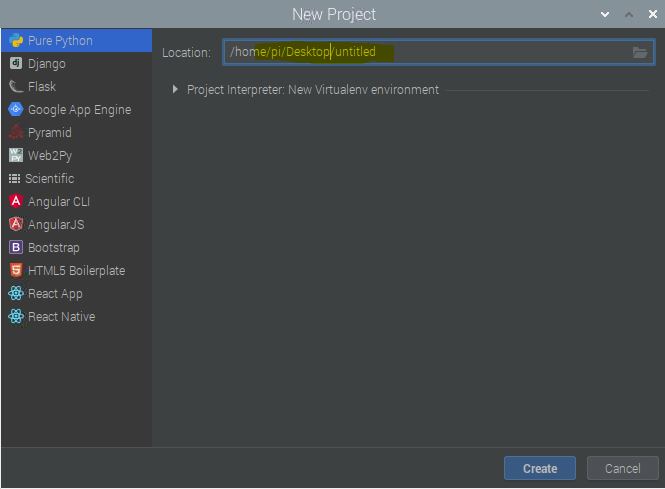 New Project
Pure Python
Django
Flask
Google App Engine
Pyramid
Web2Py
Scientific
Angular CLI
AngularJS
Bootstrap
HTML5 Boilerplate
React App
React Native
Location: /home/pi/Desktop/untitled
Project Interpreter: New Virtualenv environment
Create Cancel